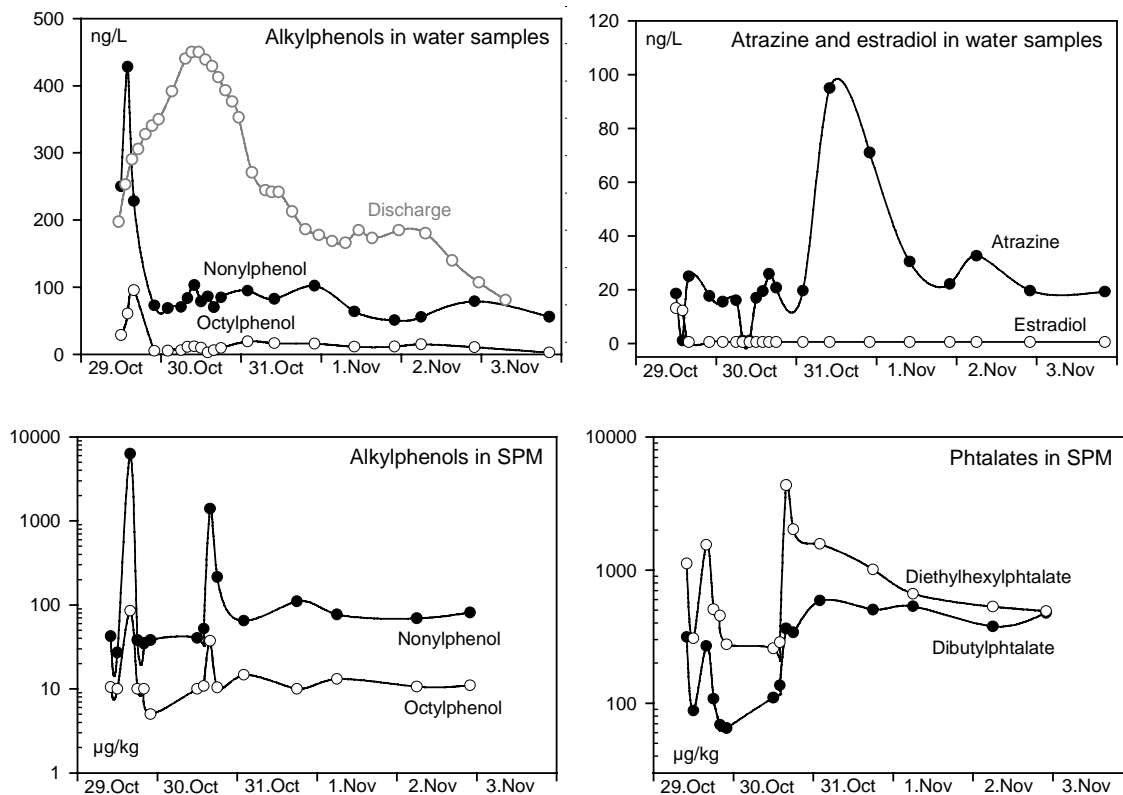 Alkylphenols in water samples
ng/L
500
400
300
200
100
0
Discharge
Nonylphenol
Octylphenol
29.Oct 30.Oct 31.Oct 1.Nov 2.Nov 3.Nov
Atrazine and estradiol in water samples
ng/L
120
100
80
60
40
20
0
Atrazine
Estradiol
29.Oct 30.Oct 31.Oct 1.Nov 2.Nov 3.Nov
Alkylphenols in SPM
10000
1000
100
10
1
Nonylphenol
Octylphenol
µg/kg
29.Oct 30.Oct 31.Oct 1.Nov 2.Nov 3.Nov
Phtalates in SPM
10000
1000
100
Diethylhexylphtalate
Dibutylphtalate
µg/kg
29.Oct 30.Oct 31.Oct 1.Nov 2.Nov 3.Nov